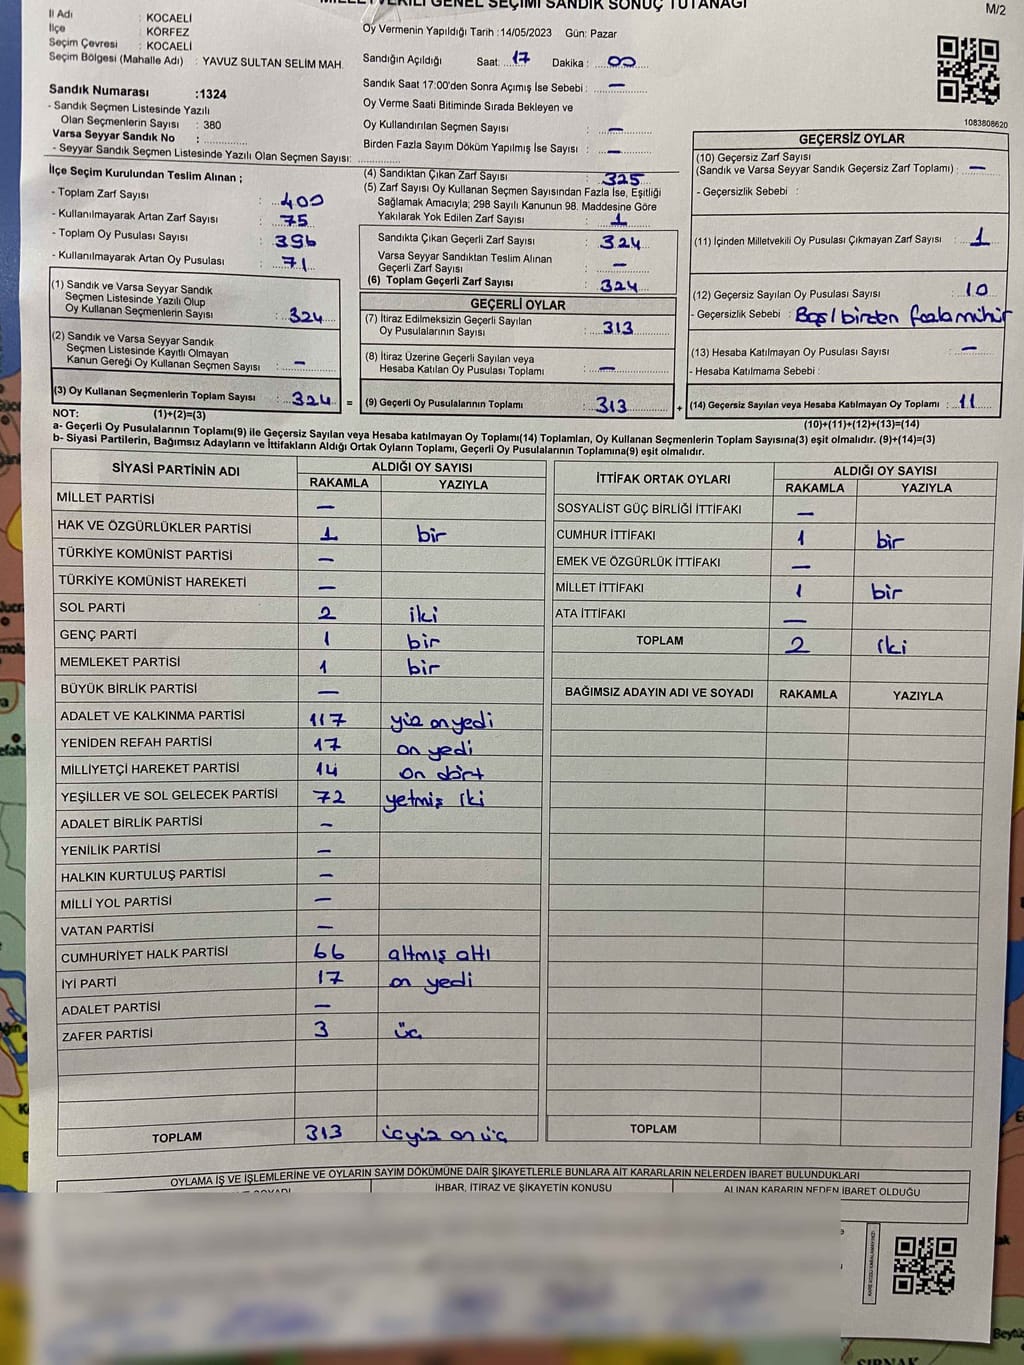 M/2
İl Adı : KOCAELİ
İlçe : KÖRFEZ
Seçim Çevresi : KOCAELİ
Seçim Bölgesi (Mahalle Adı) : YAVUZ SULTAN SELİM MAH.
Sandık Numarası :1324
- Sandık Seçmen Listesinde Yazılı
Olan Seçmenlerin Sayısı : 380
Varsa Seyyar Sandık No :
- Seyyar Sandık Seçmen Listesinde Yazılı Olan Seçmen Sayısı:
MİLLETVEKİLİ GENEL SEÇİMİ SANDIK SONUÇ TUTANAĞI
Oy Vermenin Yapıldığı Tarih :14/05/2023 Gün: Pazar
Sandığın Açıldığı Saat: 17 Dakika : 00
Sandık Saat 17:00'den Sonra Açımış İse Sebebi : —
Oy Verme Saati Bitiminde Sırada Bekleyen ve
Oy Kullandırılan Seçmen Sayısı : —
Birden Fazla Sayım Döküm Yapılmış İse Sayısı : —
1083808620
İlçe Seçim Kurulundan Teslim Alınan ;
- Toplam Zarf Sayısı : 400
- Kullanılmayarak Artan Zarf Sayısı : 75
- Toplam Oy Pusulası Sayısı : 396
- Kullanılmayarak Artan Oy Pusulası : 71
(1) Sandık ve Varsa Seyyar Sandık
Seçmen Listesinde Yazılı Olup
Oy Kullanan Seçmenlerin Sayısı : 324
(2) Sandık ve Varsa Seyyar Sandık
Seçmen Listesinde Kayıtlı Olmayan
Kanun Gereği Oy Kullanan Seçmen Sayısı : —
(3) Oy Kullanan Seçmenlerin Toplam Sayısı : 324 =
(4) Sandıktan Çıkan Zarf Sayısı : 325
(5) Zarf Sayısı Oy Kullanan Seçmen Sayısından Fazla İse, Eşitliği
Sağlamak Amacıyla; 298 Sayılı Kanunun 98. Maddesine Göre
Yakılarak Yok Edilen Zarf Sayısı : 1
Sandıkta Çıkan Geçerli Zarf Sayısı : 324
Varsa Seyyar Sandıktan Teslim Alınan
Geçerli Zarf Sayısı : —
(6) Toplam Geçerli Zarf Sayısı : 324
GEÇERLİ OYLAR
(7) İtiraz Edilmeksizin Geçerli Sayılan
Oy Pusulalarının Sayısı : 313
(8) İtiraz Üzerine Geçerli Sayılan veya
Hesaba Katılan Oy Pusulası Toplamı : —
(9) Geçerli Oy Pusulalarının Toplamı : 313 +
GEÇERSİZ OYLAR
(10) Geçersiz Zarf Sayısı
(Sandık ve Varsa Seyyar Sandık Geçersiz Zarf Toplamı) : —
- Geçersizlik Sebebi :
(11) İçinden Milletvekili Oy Pusulası Çıkmayan Zarf Sayısı : 1
(12) Geçersiz Sayılan Oy Pusulası Sayısı : 10
- Geçersizlik Sebebi : Boş/birden fazla mühür
(13) Hesaba Katılmayan Oy Pusulası Sayısı : —
- Hesaba Katılmama Sebebi :
(14) Geçersiz Sayılan veya Hesaba Katılmayan Oy Toplamı : 11
NOT: (1)+(2)=(3) (10)+(11)+(12)+(13)=(14)
a- Geçerli Oy Pusulalarının Toplamı(9) ile Geçersiz Sayılan veya Hesaba katılmayan Oy Toplamı(14) Toplamları, Oy Kullanan Seçmenlerin Toplam Sayısına(3) eşit olmalıdır. (9)+(14)=(3)
b- Siyasi Partilerin, Bağımsız Adayların ve İttifakların Aldığı Ortak Oyların Toplamı, Geçerli Oy Pusulalarının Toplamına(9) eşit olmalıdır.
SİYASİ PARTİNİN ADI ALDIĞI OY SAYISI
RAKAMLA YAZIYLA
MİLLET PARTİSİ —
HAK VE ÖZGÜRLÜKLER PARTİSİ 1 bir
TÜRKİYE KOMÜNİST PARTİSİ —
TÜRKİYE KOMÜNİST HAREKETİ —
SOL PARTİ 2 iki
GENÇ PARTİ 1 bir
MEMLEKET PARTİSİ 1 bir
BÜYÜK BİRLİK PARTİSİ —
ADALET VE KALKINMA PARTİSİ 117 yüz on yedi
YENİDEN REFAH PARTİSİ 17 on yedi
MİLLİYETÇİ HAREKET PARTİSİ 14 on dört
YEŞİLLER VE SOL GELECEK PARTİSİ 72 yetmiş iki
ADALET BİRLİK PARTİSİ —
YENİLİK PARTİSİ —
HALKIN KURTULUŞ PARTİSİ —
MİLLİ YOL PARTİSİ —
VATAN PARTİSİ —
CUMHURİYET HALK PARTİSİ 66 altmış altı
İYİ PARTİ 17 on yedi
ADALET PARTİSİ —
ZAFER PARTİSİ 3 üç
TOPLAM 313 üçyüz on üç
İTTİFAK ORTAK OYLARI ALDIĞI OY SAYISI
RAKAMLA YAZIYLA
SOSYALİST GÜÇ BİRLİĞİ İTTİFAKI —
CUMHUR İTTİFAKI 1 bir
EMEK VE ÖZGÜRLÜK İTTİFAKI —
MİLLET İTTİFAKI 1 bir
ATA İTTİFAKI —
TOPLAM 2 iki
BAĞIMSIZ ADAYIN ADI VE SOYADI RAKAMLA YAZIYLA
TOPLAM
OYLAMA İŞ VE İŞLEMLERİNE VE OYLARIN SAYIM DÖKÜMÜNE DAİR ŞİKAYETLERLE BUNLARA AİT KARARLARIN NELERDEN İBARET BULUNDUKLARI
İHBAR, İTİRAZ VE ŞİKAYETİN KONUSU ALINAN KARARIN NEDEN İBARET OLDUĞU
ŞIRNAK